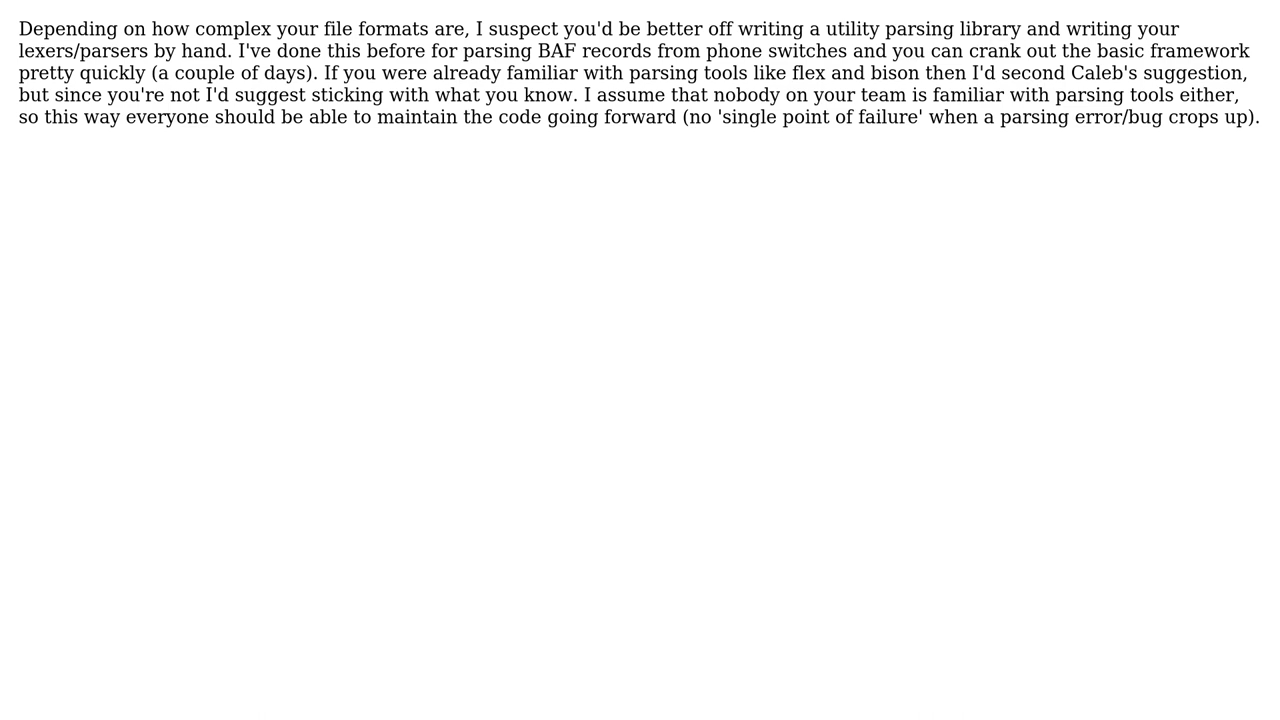 Depending on how complex your file formats are, I suspect you'd be better off writing a utility parsing library and writing your
lexers/parsers by hand. I've done this before for parsing BAF records from phone switches and you can crank out the basic framework
pretty quickly (a couple of days). If you were already familiar with parsing tools like flex and bison then I'd second Caleb's suggestion,
but since you're not I'd suggest sticking with what you know. I assume that nobody on your team is familiar with parsing tools either,
so this way everyone should be able to maintain the code going forward (no 'single point of failure' when a parsing error/bug crops up).